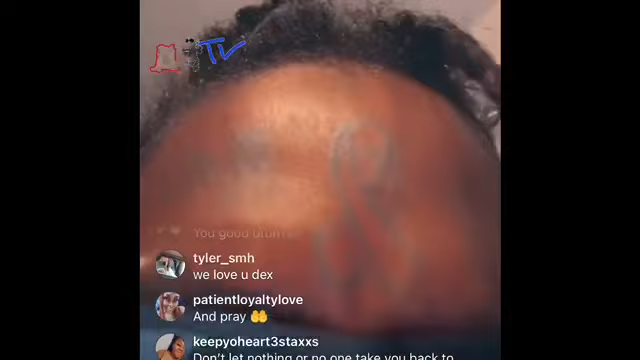 TV
You good
tyler_smh
we love u dex
patientloyaltylove
And pray 🤲
keepyoheart3staxxs
Don't let nothing or no one take you back to